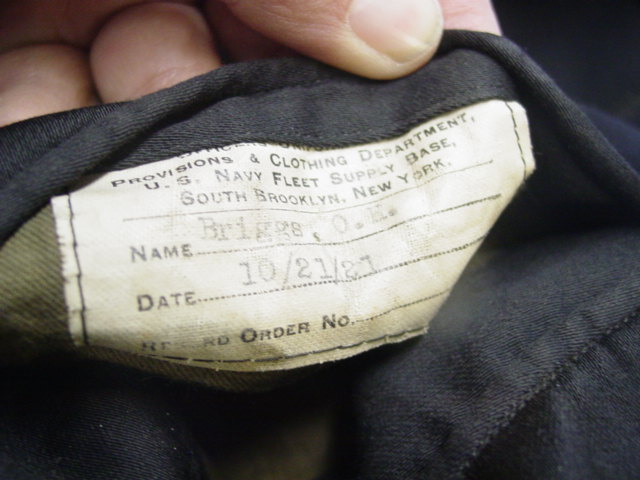 PROVISIONS & CLOTHING DEPARTMENT,
U.S. NAVY FLEET SUPPLY BASE,
SOUTH BROOKLYN, NEW YORK.
Briggs, O. M.
NAME
10/21/21
DATE
ORDER NO.